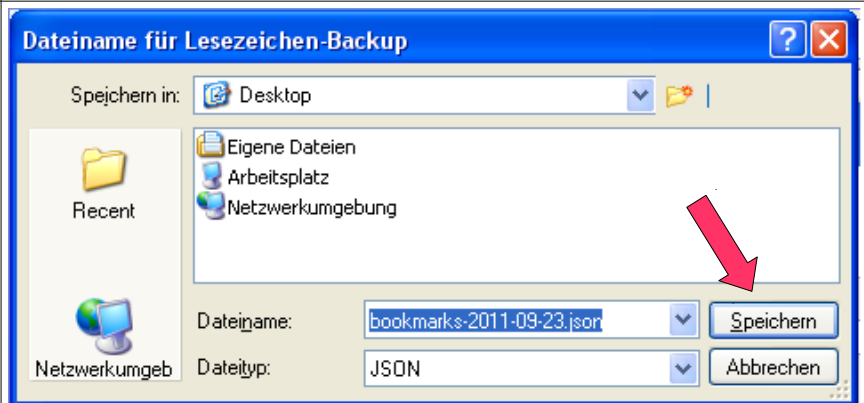 Dateiname für Lesezeichen-Backup
Speichern in:
Desktop
Eigene Dateien
Arbeitsplatz
Netzwerkumgebung
Recent
Netzwerkumgeb
Dateiname:
bookmarks-2011-09-23.json
Speichern
Dateityp:
JSON
Abbrechen